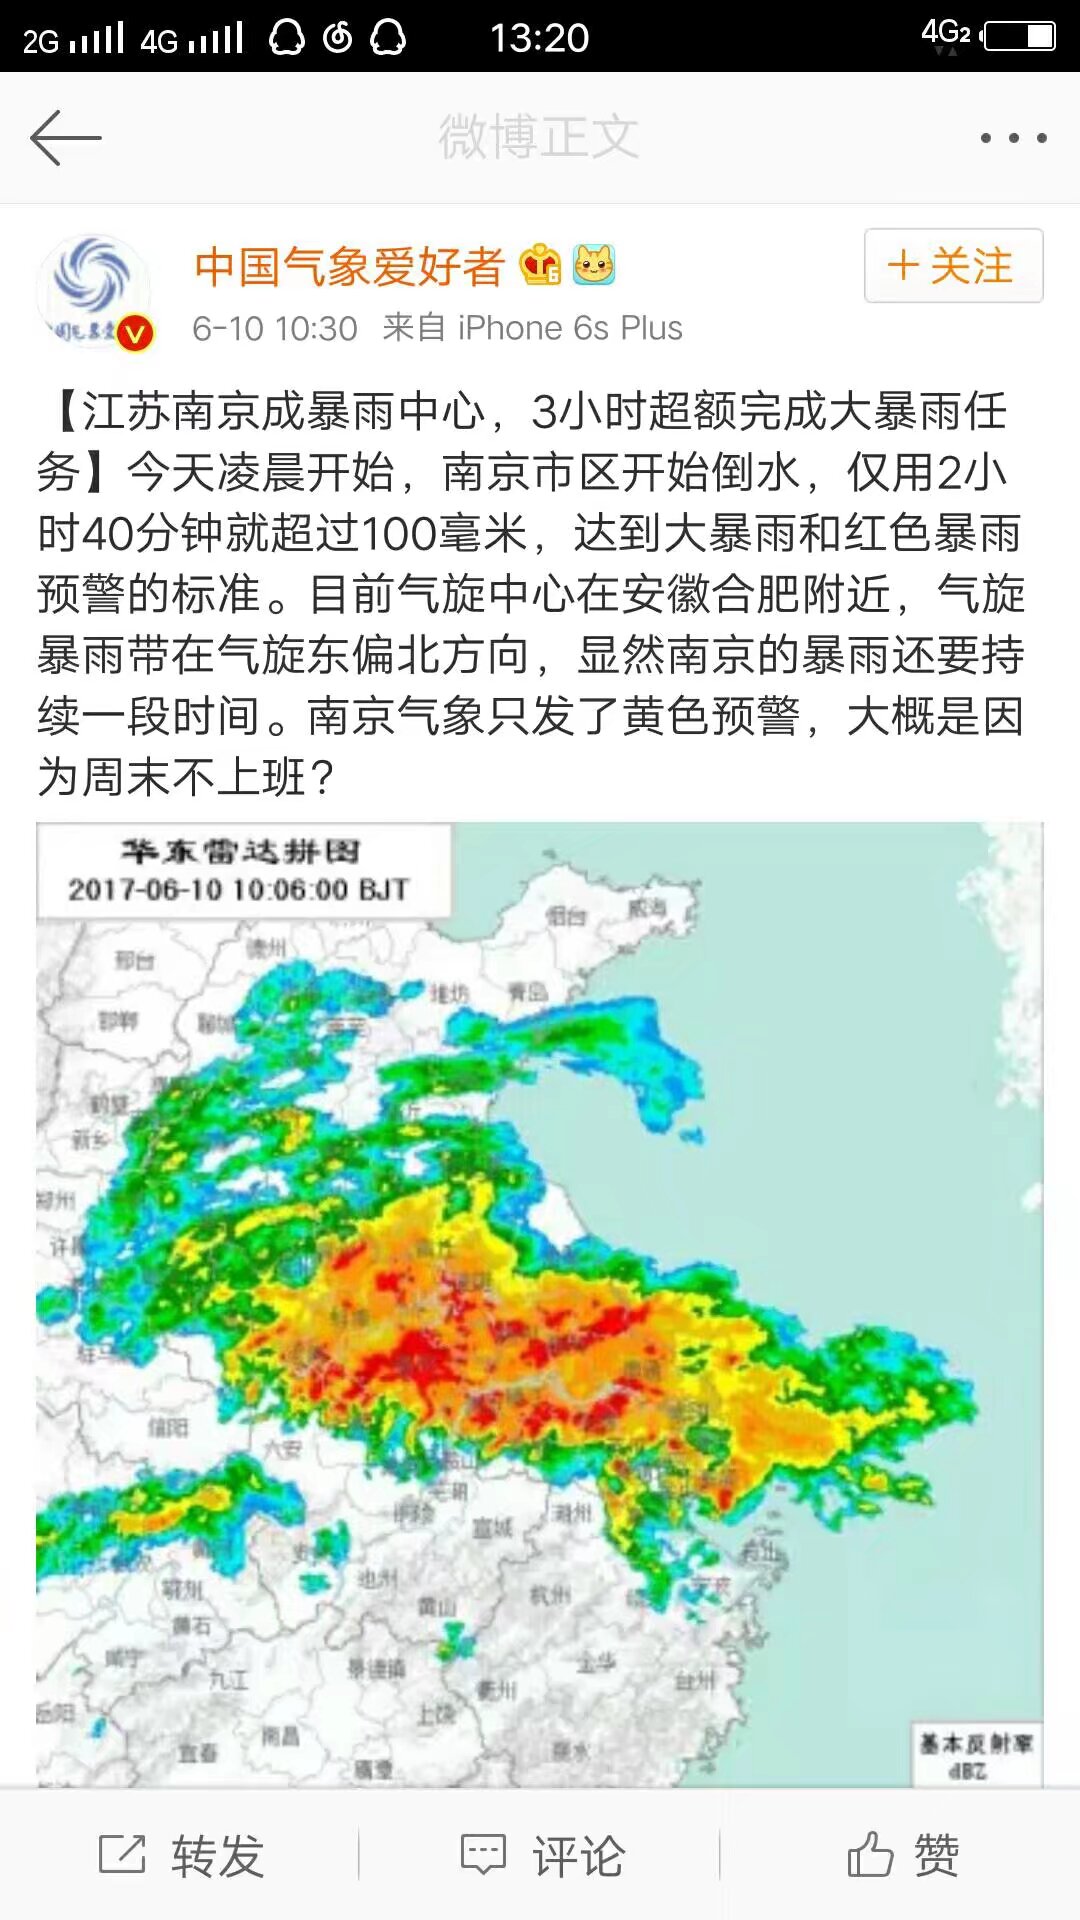 2G 4G 13:20 4G2
微博正文
中国气象爱好者 6
6-10 10:30 来自 iPhone 6s Plus
+关注
【江苏南京成暴雨中心，3小时超额完成大暴雨任
务】今天凌晨开始，南京市区开始倒水，仅用2小
时40分钟就超过100毫米，达到大暴雨和红色暴雨
预警的标准。目前气旋中心在安徽合肥附近，气旋
暴雨带在气旋东偏北方向，显然南京的暴雨还要持
续一段时间。南京气象只发了黄色预警，大概是因
为周末不上班？
华东雷达拼图
2017-06-10 10:06:00 BJT
烟台 威海
邢台 德州
潍坊 青岛
邯郸 聊城 莱芜
鹤壁
新乡
郑州
许昌
信阳 六安
芜湖
宣城 湖州
池州 杭州
鄂州 黄山
黄石
咸宁 九江 景德镇 衢州 金华 台州
岳阳 上饶
宜春 南昌 鹰潭 丽水
基本反射率
dBZ
转发 评论 赞